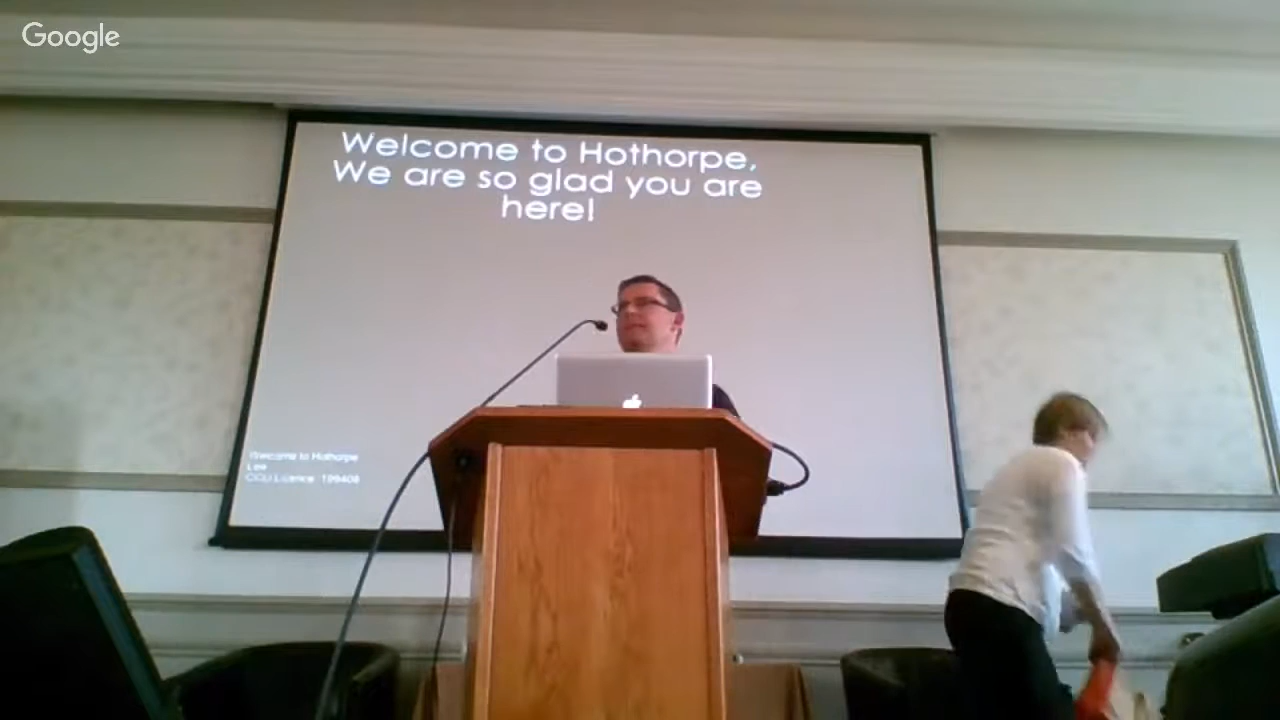 Google
Welcome to Hothorpe,
We are so glad you are
here!
Welcome to Hothorpe
Lee
CCLI Licence 199408